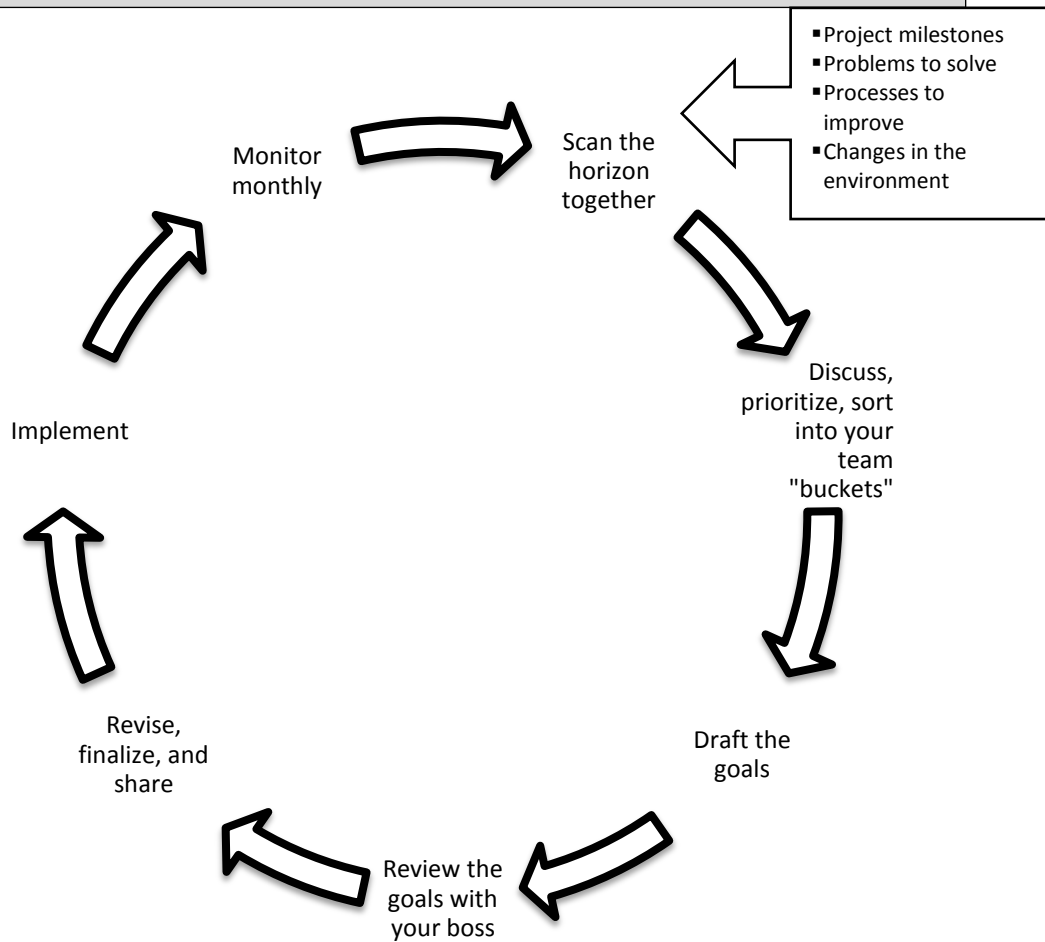 ▪Project milestones
▪Problems to solve
▪Processes to
improve
▪Changes in the
environment
Scan the
horizon
together
Discuss,
prioritize, sort
into your
team
"buckets"
Draft the
goals
Review the
goals with
your boss
Revise,
finalize, and
share
Implement
Monitor
monthly